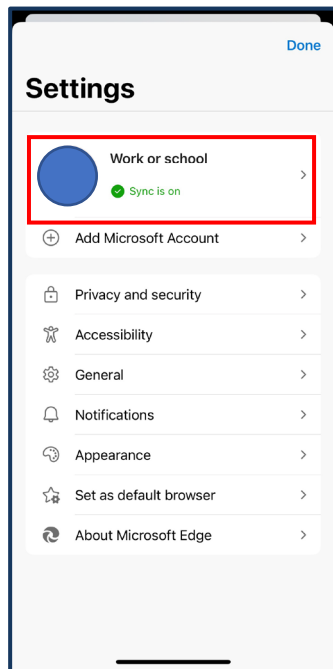 Done
Settings
Work or school
Sync is on
Add Microsoft Account
Privacy and security
Accessibility
General
Notifications
Appearance
Set as default browser
About Microsoft Edge